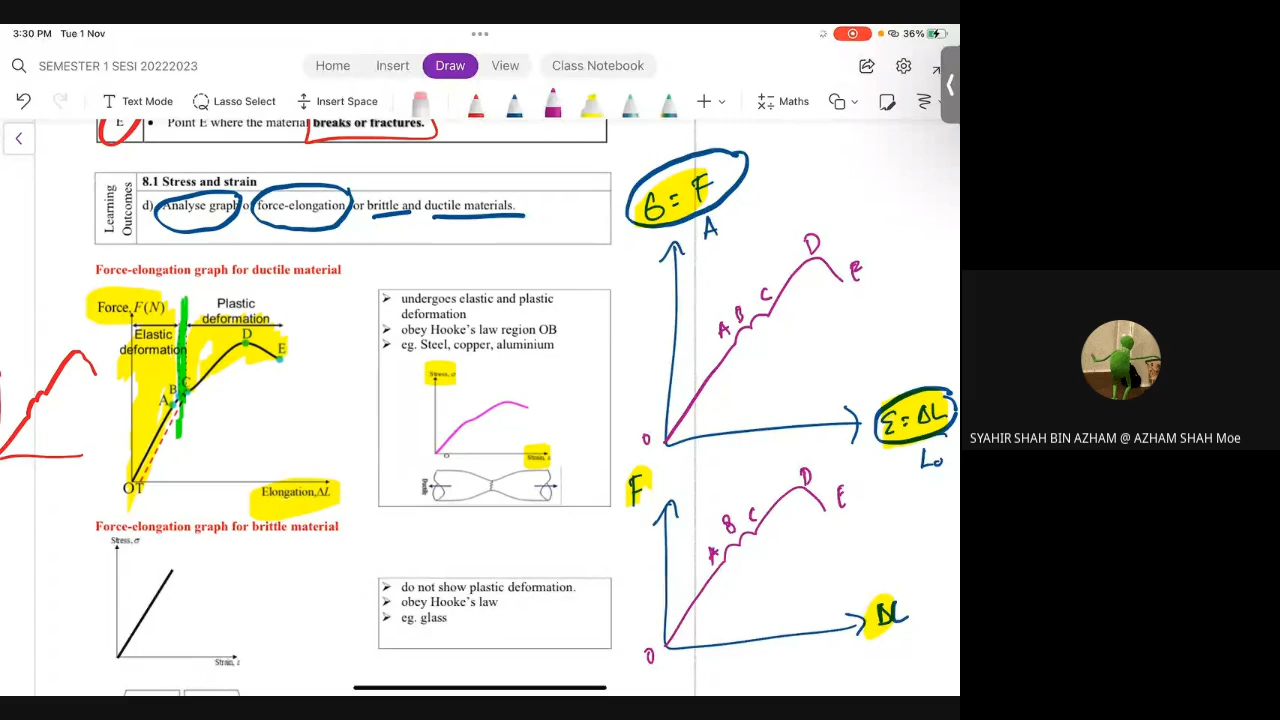 3:30 PM Tue 1 Nov
36%
SEMESTER 1 SESI 20222023
Home Insert Draw View Class Notebook
Text Mode Lasso Select Insert Space Maths
E • Point E where the material breaks or fractures.
Learning Outcomes
8.1 Stress and strain
d) Analyse graph of force-elongation for brittle and ductile materials.
Force-elongation graph for ductile material
Force, F(N)
Plastic
deformation
Elastic
deformation
D
E
B
C
A
O
T
Elongation,ΔL
➢ undergoes elastic and plastic
deformation
➢ obey Hooke's law region OB
➢ eg. Steel, copper, aluminium
Stress, σ
O
Strain, ε
Ductile
Force-elongation graph for brittle material
Stress, σ
Strain, ε
➢ do not show plastic deformation.
➢ obey Hooke's law
➢ eg. glass
6 = F
A
A B C D E
O
Σ = ΔL
Lo
F
A B C D E
O
ΔL
SYAHIR SHAH BIN AZHAM @ AZHAM SHAH Moe